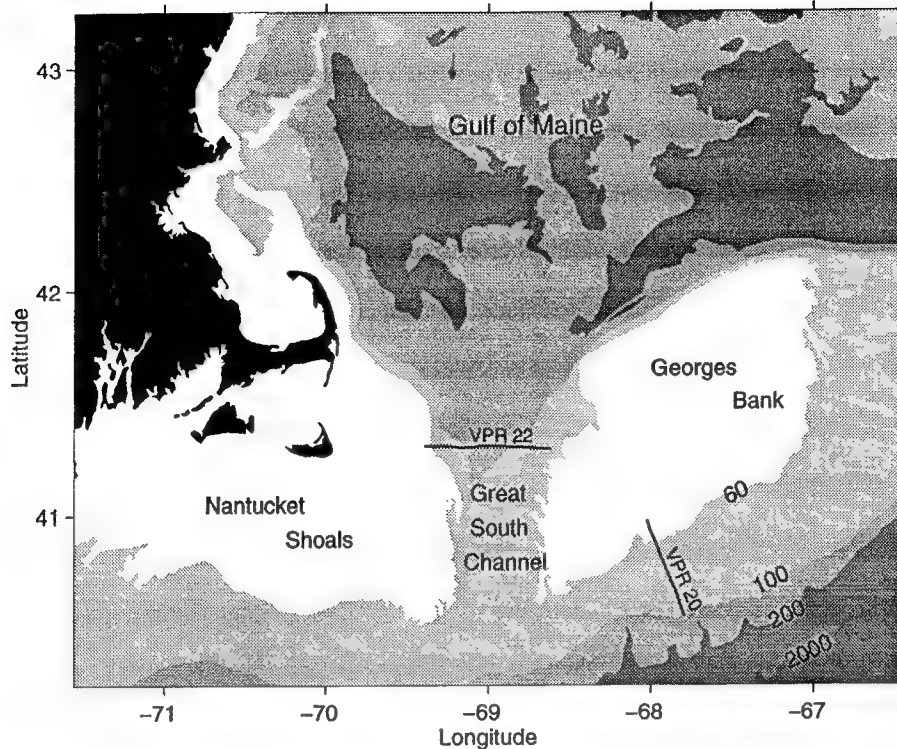 43
Gulf of Maine
42
Latitude
Georges
Bank
VPR 22
60
Great
Nantucket
41
South
Shoals
Channel
VPR 20
100
200
2000
−71
−70
−69
−68
−67
Longitude